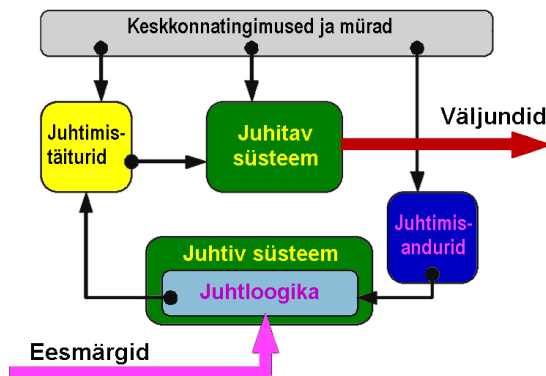 Keskkonnatingimused ja mürad
Juhtimis-
täiturid
Juhitav
süsteem
Väljundid
Juhtimis-
andurid
Juhtiv süsteem
Juhtloogika
Eesmärgid